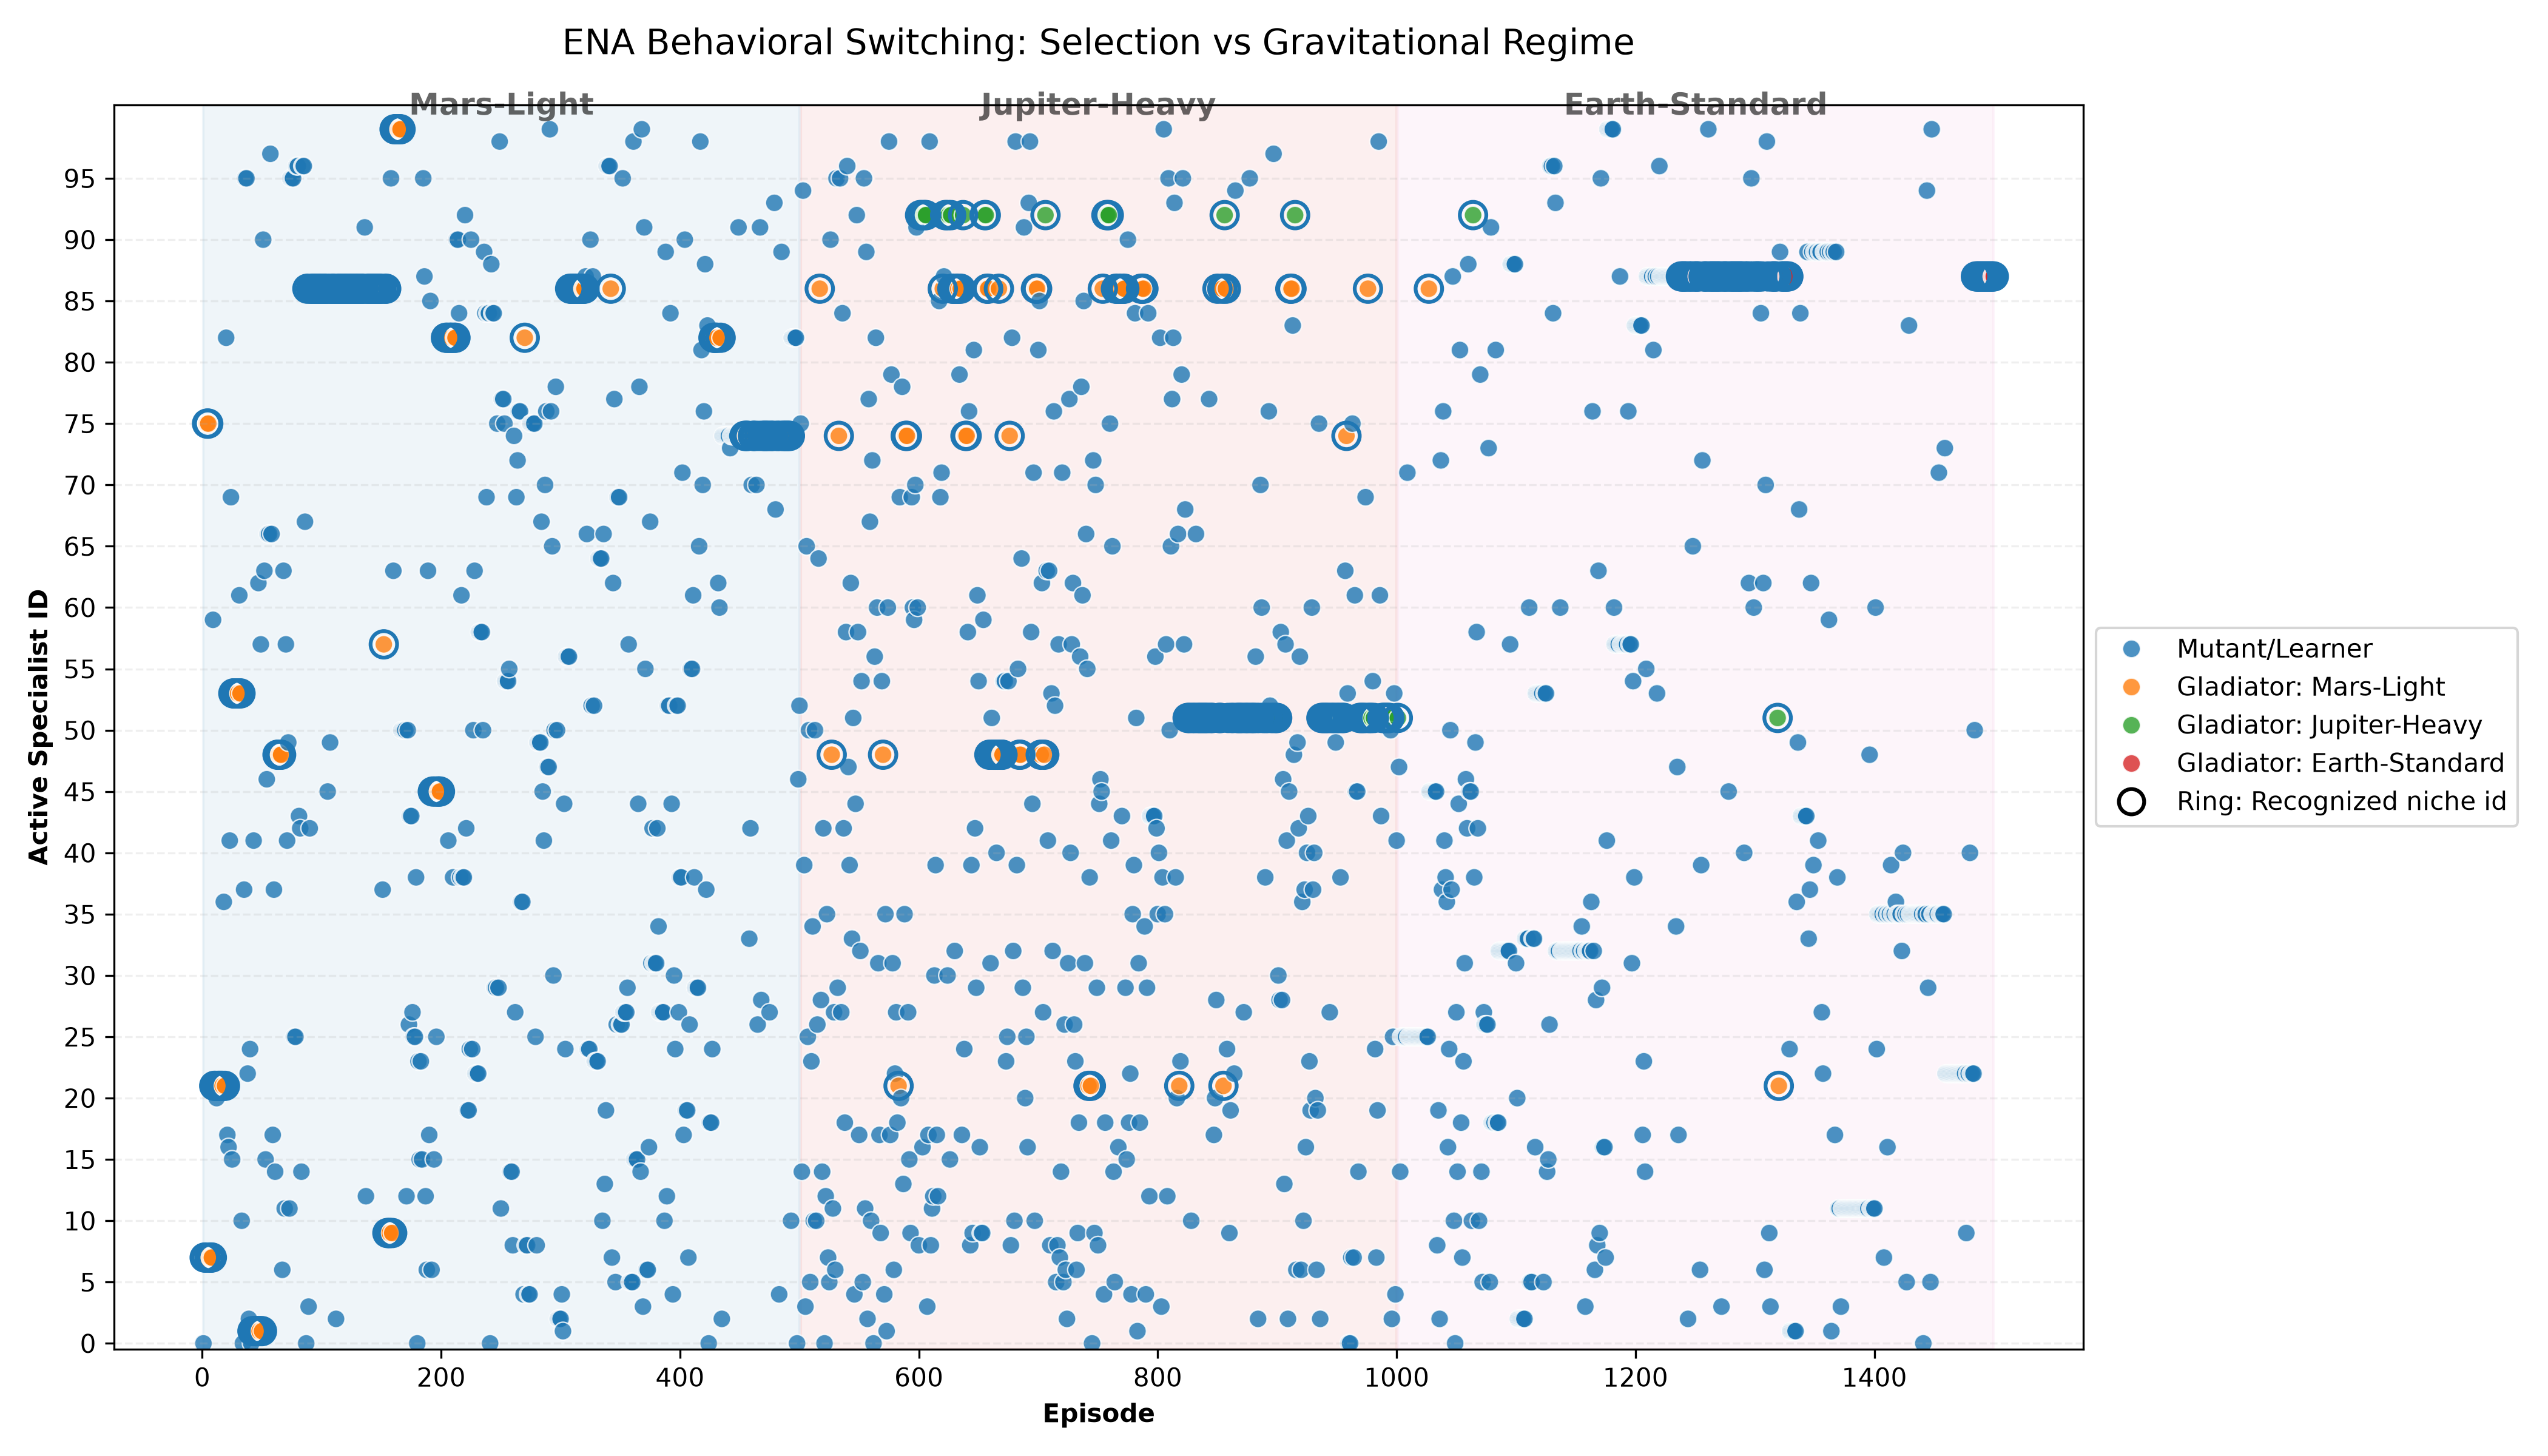 ENA Behavioral Switching: Selection vs Gravitational Regime
Mars-Light
Jupiter-Heavy
Earth-Standard
95
90
85
80
75
70
65
60
55
50
45
40
35
30
25
20
15
10
5
0
Active Specialist ID
0
200
400
600
800
1000
1200
1400
Episode
Mutant/Learner
Gladiator: Mars-Light
Gladiator: Jupiter-Heavy
Gladiator: Earth-Standard
Ring: Recognized niche id